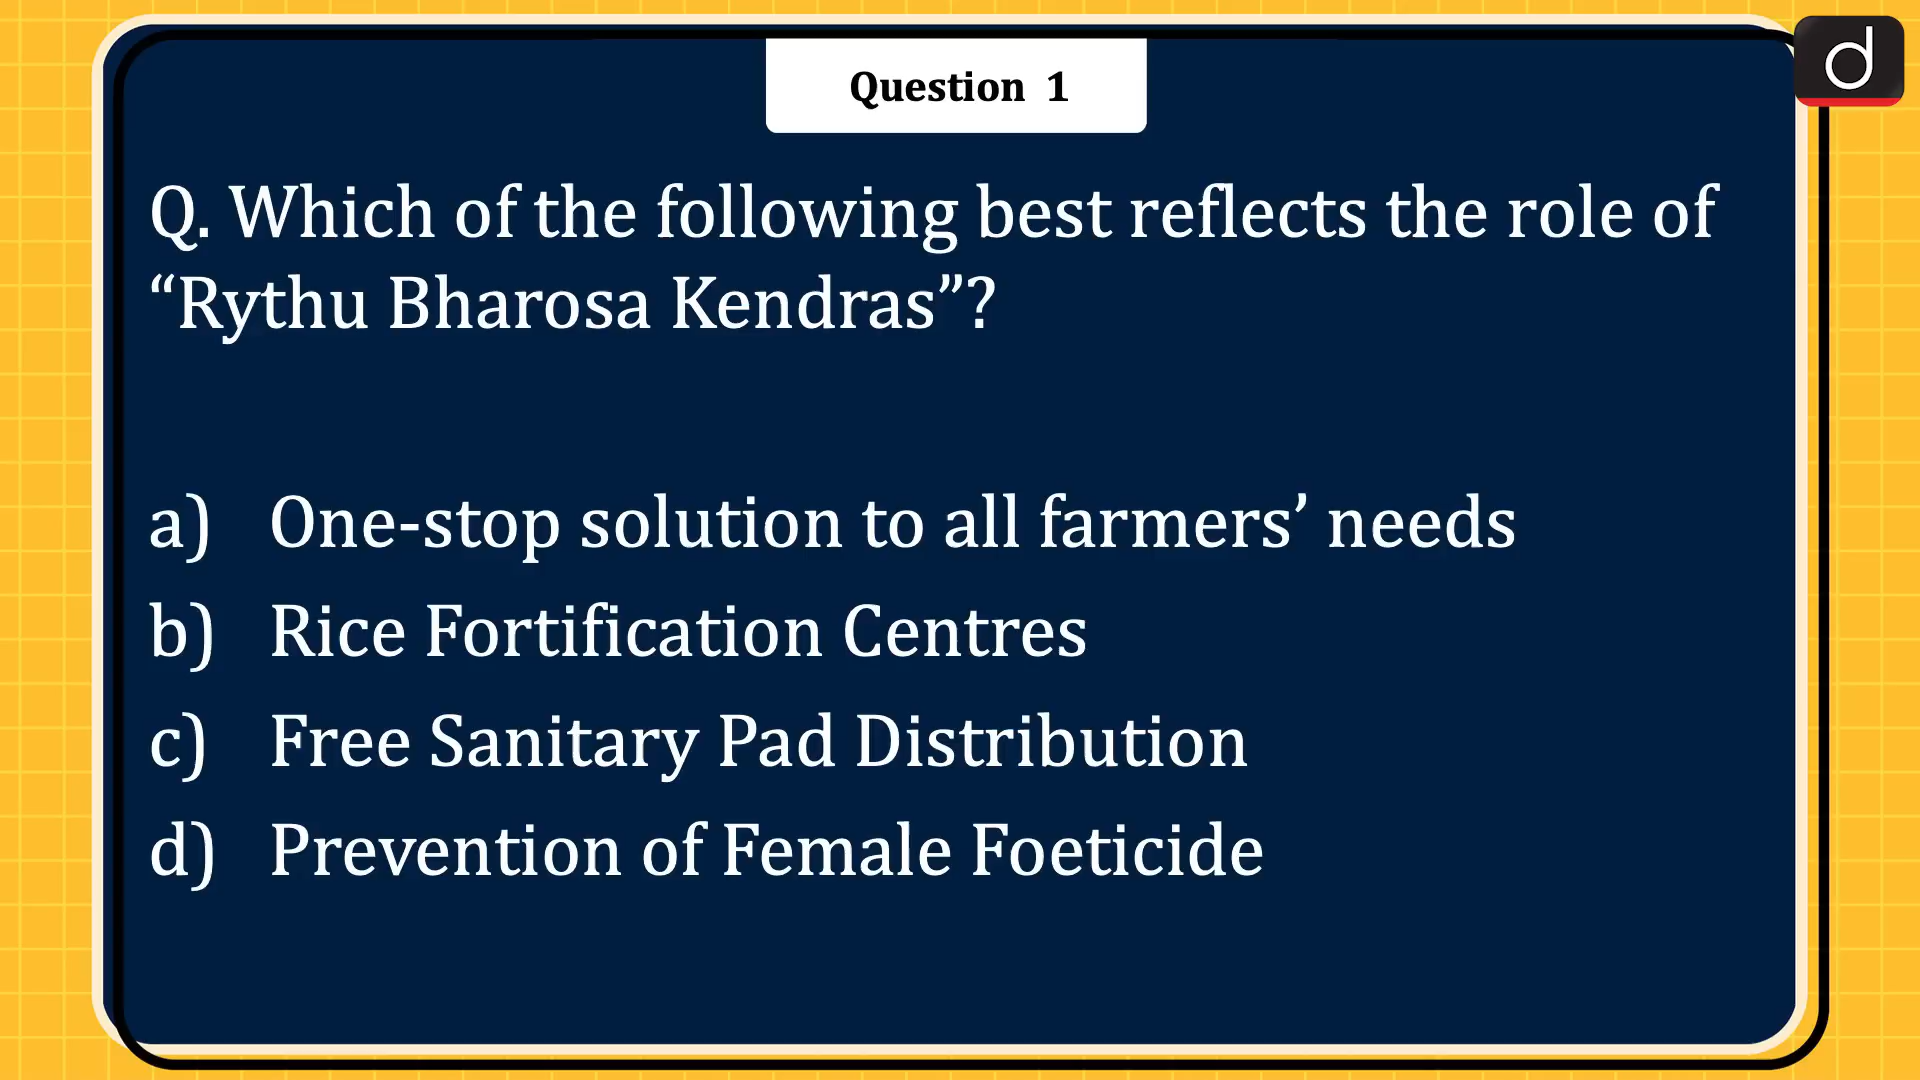 Question 1
Q. Which of the following best reflects the role of
“Rythu Bharosa Kendras”?
a) One-stop solution to all farmers’ needs
b) Rice Fortification Centres
c) Free Sanitary Pad Distribution
d) Prevention of Female Foeticide
d